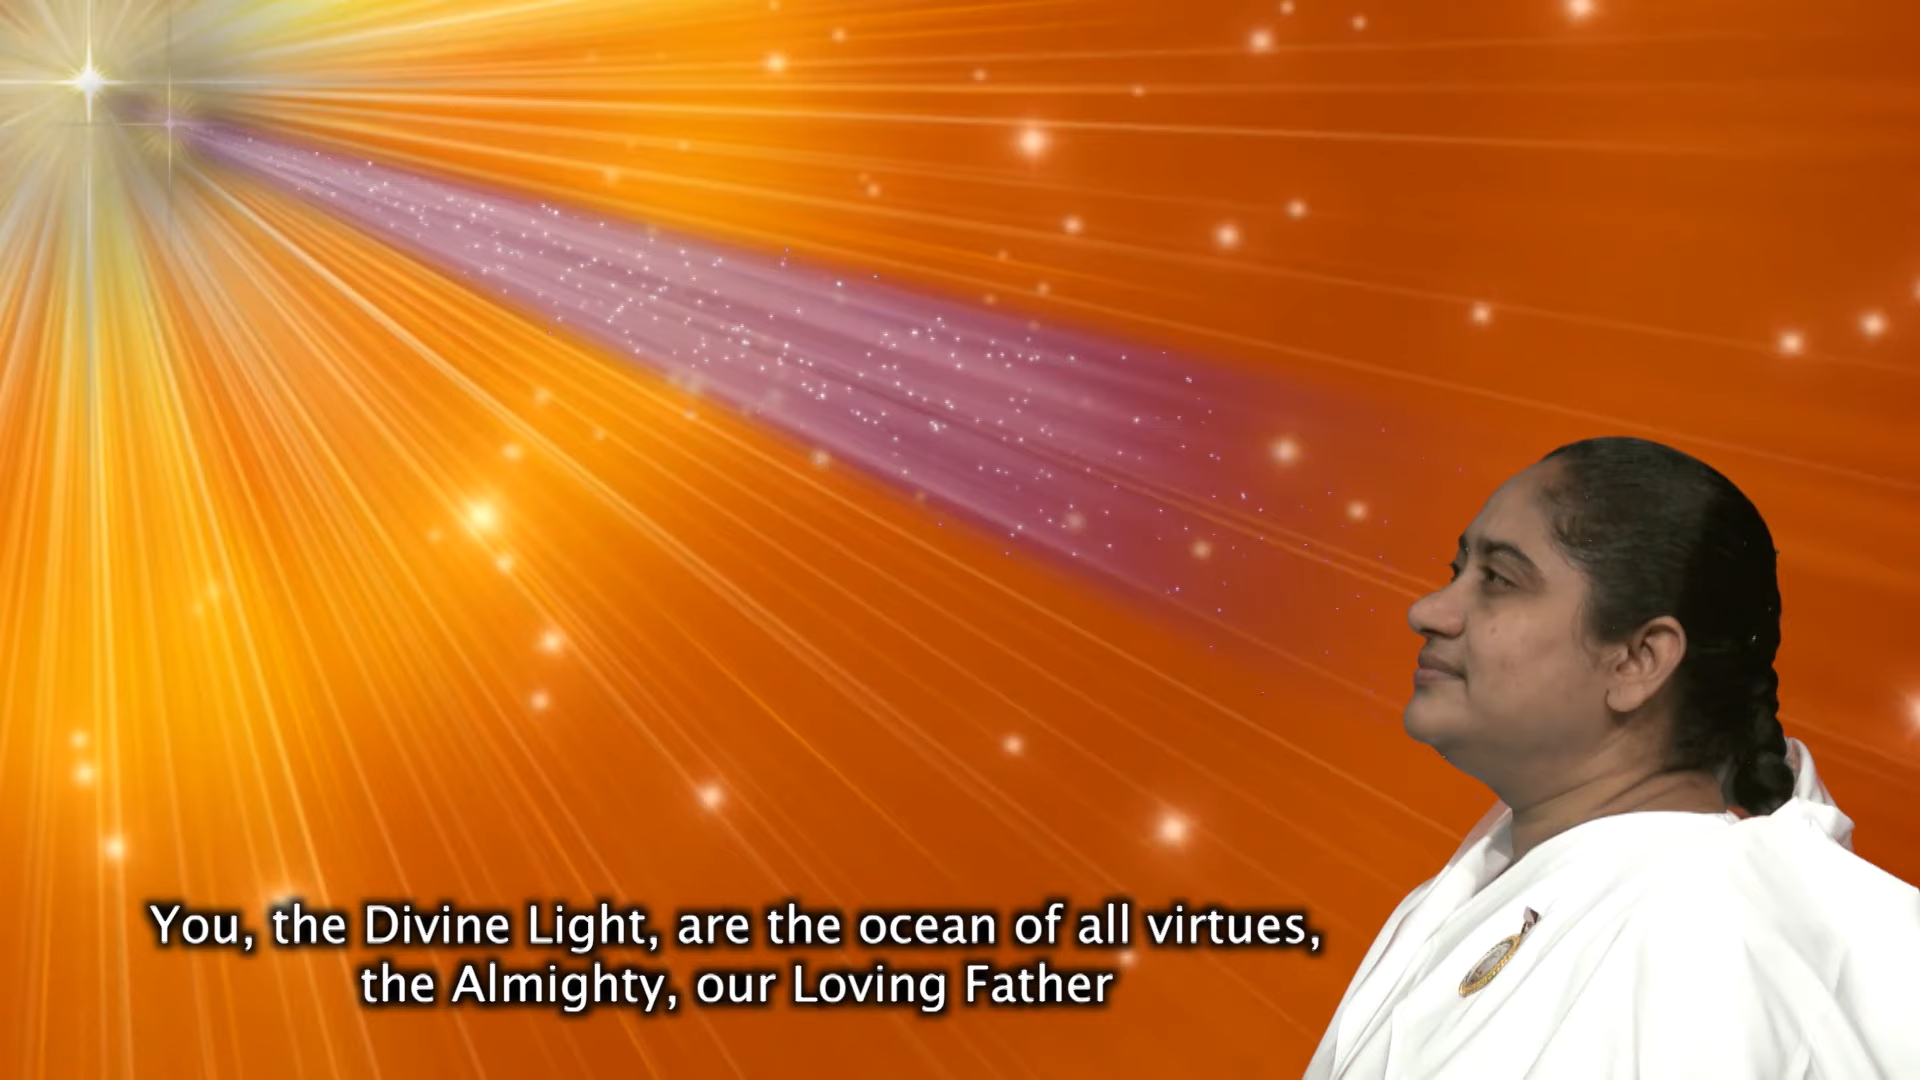 You, the Divine Light, are the ocean of all virtues,
the Almighty, our Loving Father